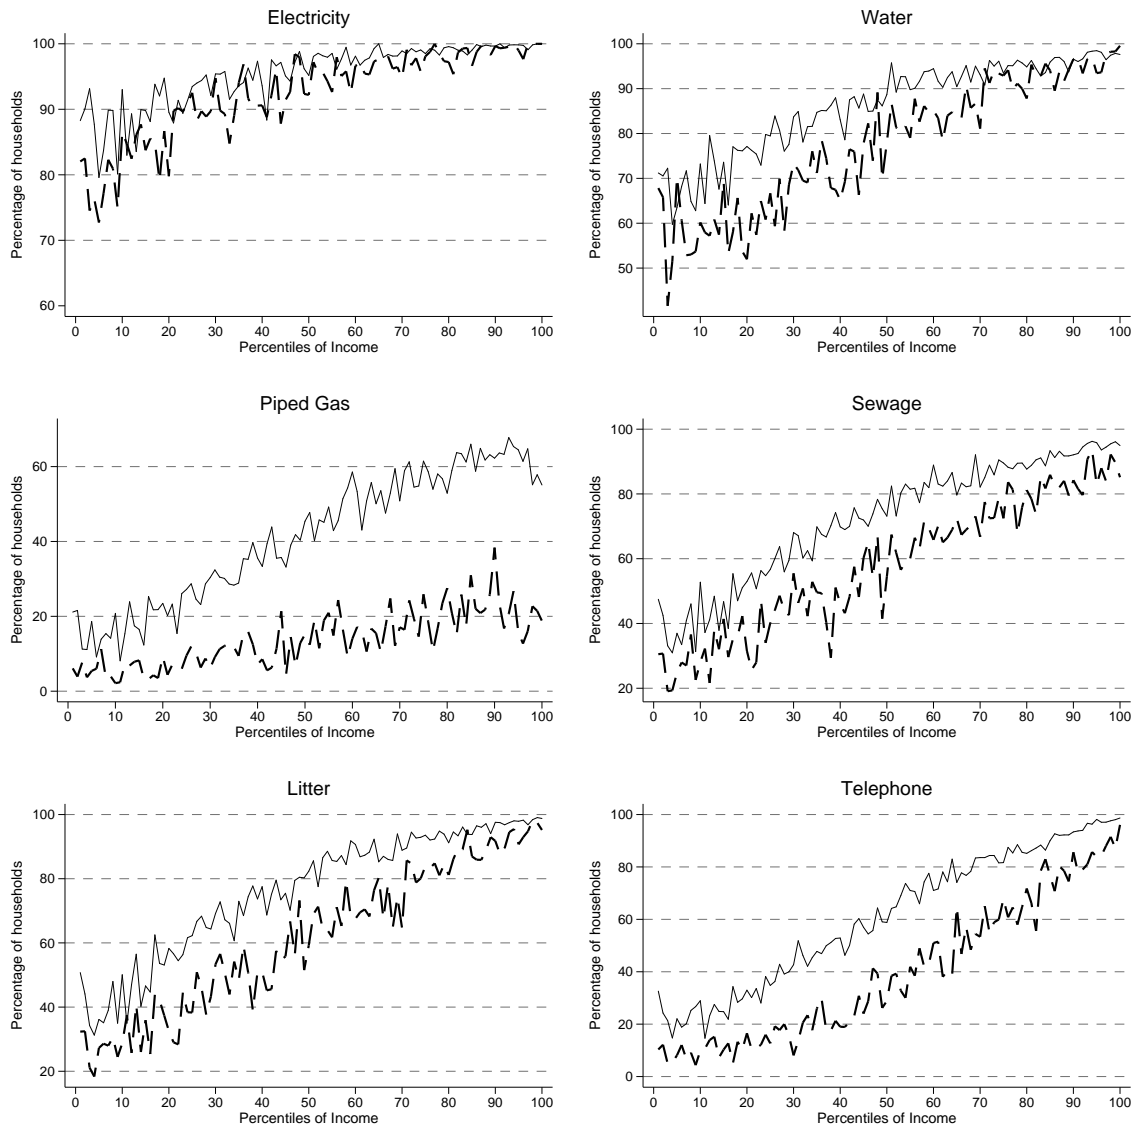 Electricity
Percentage of households
100
90
80
70
60
0 10 20 30 40 50 60 70 80 90 100
Percentiles of Income
Water
Percentage of households
100
90
80
70
60
50
0 10 20 30 40 50 60 70 80 90 100
Percentiles of Income
Piped Gas
Percentage of households
60
40
20
0
0 10 20 30 40 50 60 70 80 90 100
Percentiles of Income
Sewage
Percentage of households
100
80
60
40
20
0 10 20 30 40 50 60 70 80 90 100
Percentiles of Income
Litter
Percentage of households
100
80
60
40
20
0 10 20 30 40 50 60 70 80 90 100
Percentiles of Income
Telephone
Percentage of households
100
80
60
40
20
0
0 10 20 30 40 50 60 70 80 90 100
Percentiles of Income